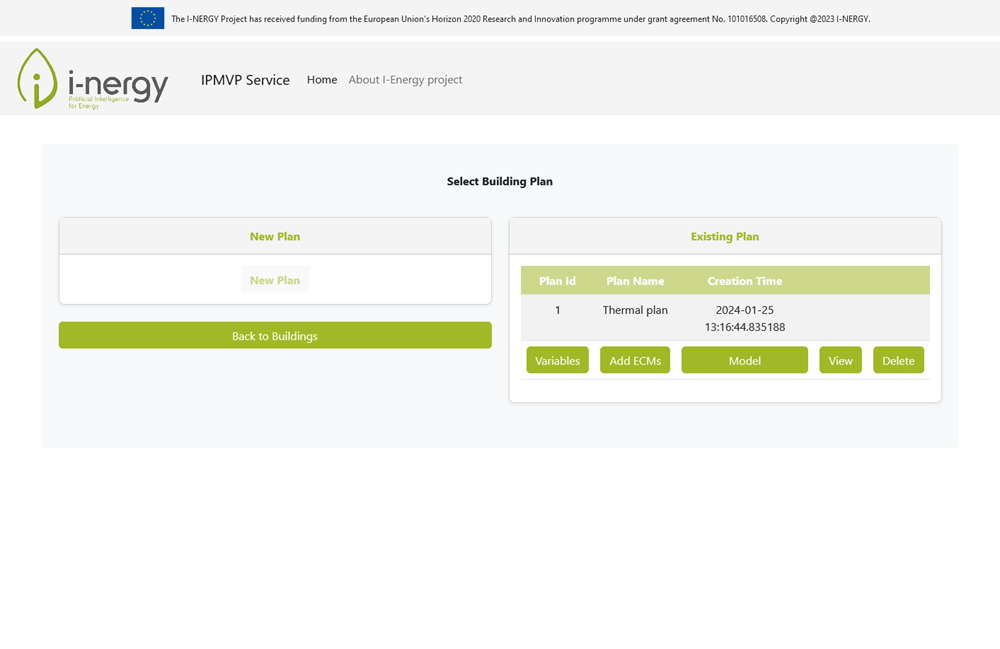 The I-NERGY Project has received funding from the European Union's Horizon 2020 Research and Innovation programme under grant agreement No. 101016508. Copyright @2023 I-NERGY.
i-nergy
Artificial Intelligence
for Energy
IPMVP Service
Home
About I-Energy project
Select Building Plan
New Plan
New Plan
Back to Buildings
Existing Plan
Plan Id Plan Name Creation Time
1 Thermal plan 2024-01-25
13:16:44.835188
Variables Add ECMs Model View Delete